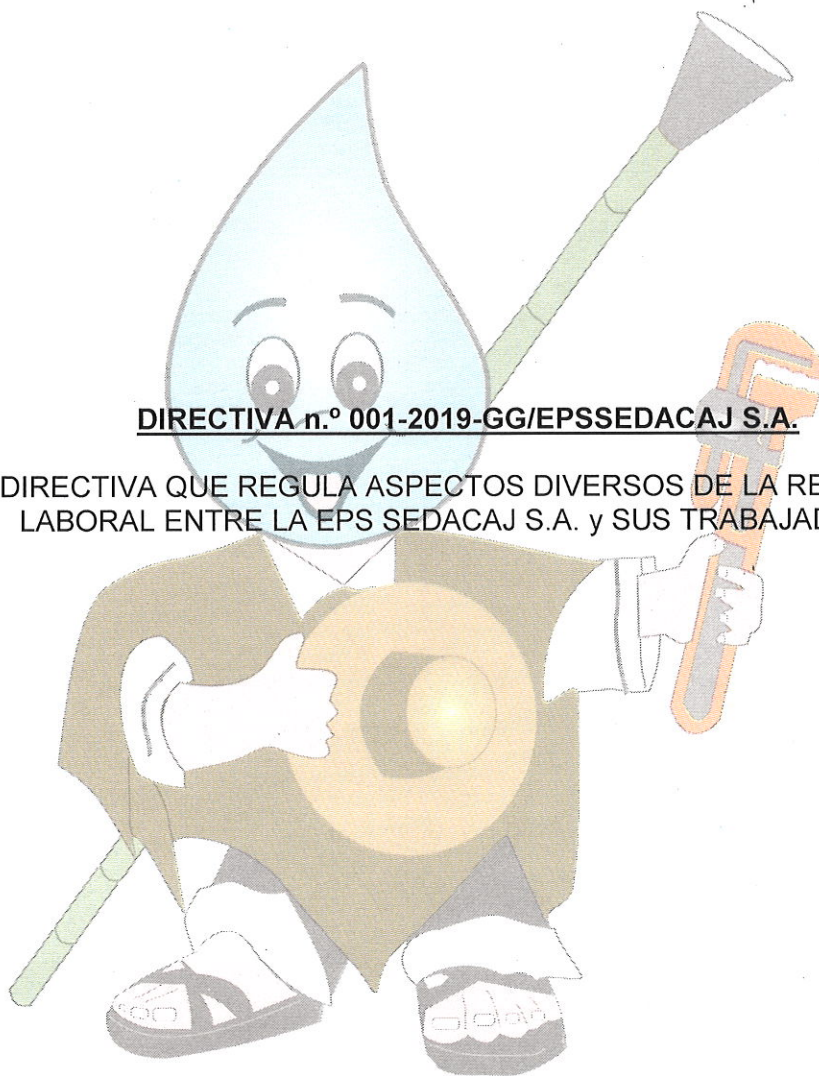 DIRECTIVA n.º 001-2019-GG/EPSSEDACAJ S.A.
DIRECTIVA QUE REGULA ASPECTOS DIVERSOS DE LA RE
LABORAL ENTRE LA EPS SEDACAJ S.A. y SUS TRABAJAD